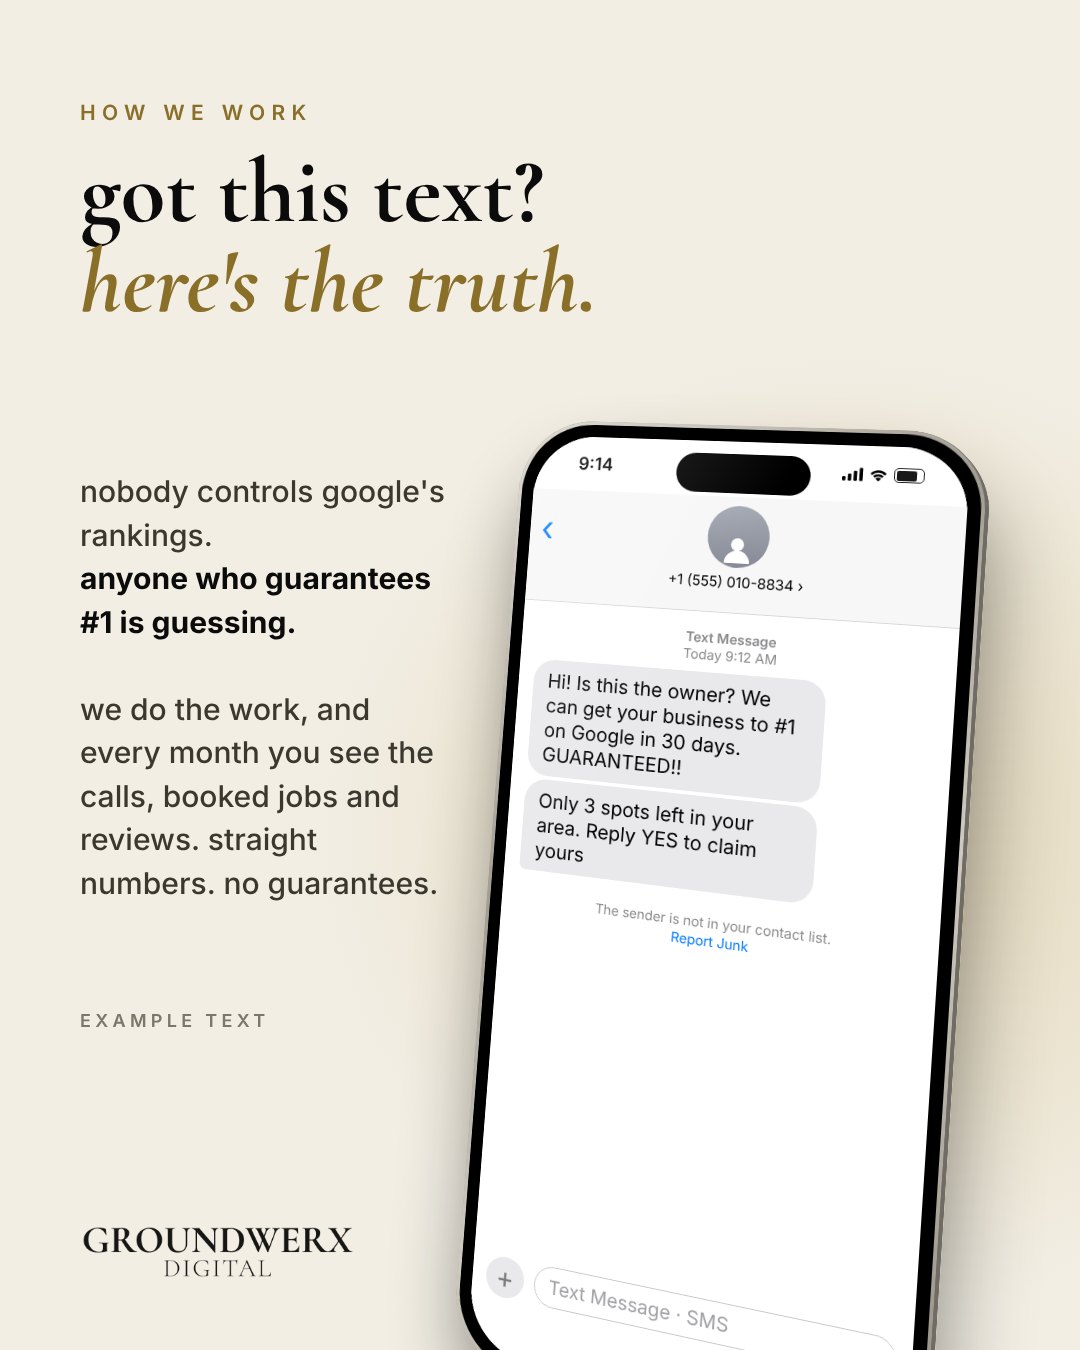 HOW WE WORK
got this text?
here's the truth.
nobody controls google's
rankings.
anyone who guarantees
#1 is guessing.
we do the work, and
every month you see the
calls, booked jobs and
reviews. straight
numbers. no guarantees.
EXAMPLE TEXT
GROUNDWERX
DIGITAL
9:14
+1 (555) 010-8834 ›
Text Message
Today 9:12 AM
Hi! Is this the owner? We
can get your business to #1
on Google in 30 days.
GUARANTEED!!
Only 3 spots left in your
area. Reply YES to claim
yours
The sender is not in your contact list.
Report Junk
Text Message · SMS